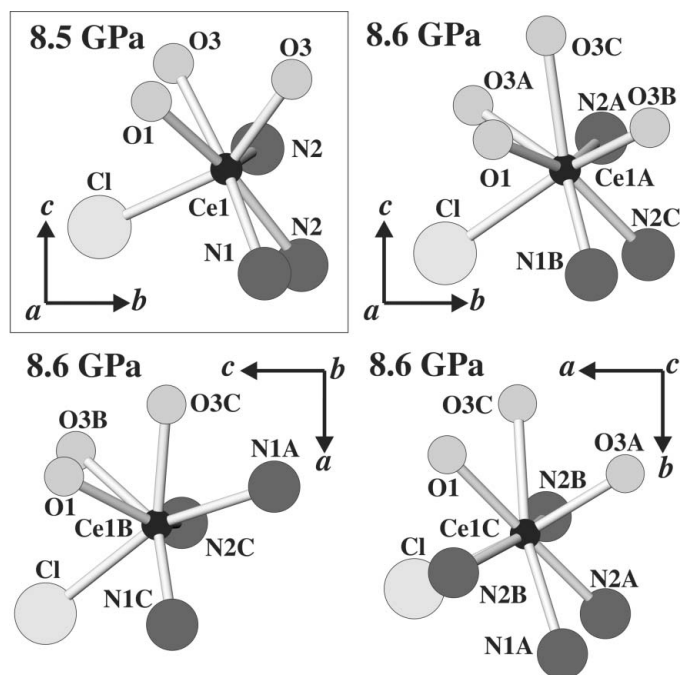 8.5 GPa
O3
O3
O1
N2
Cl
Ce1
N2
N1
c
a
b
8.6 GPa
O3C
O3A
N2A
O3B
O1
Ce1A
Cl
N2C
N1B
c
a
b
8.6 GPa
c
b
a
O3C
O3B
N1A
O1
Ce1B
N2C
Cl
N1C
8.6 GPa
a
c
b
O3C
O3A
O1
N2B
Ce1C
Cl
N2B
N2A
N1A